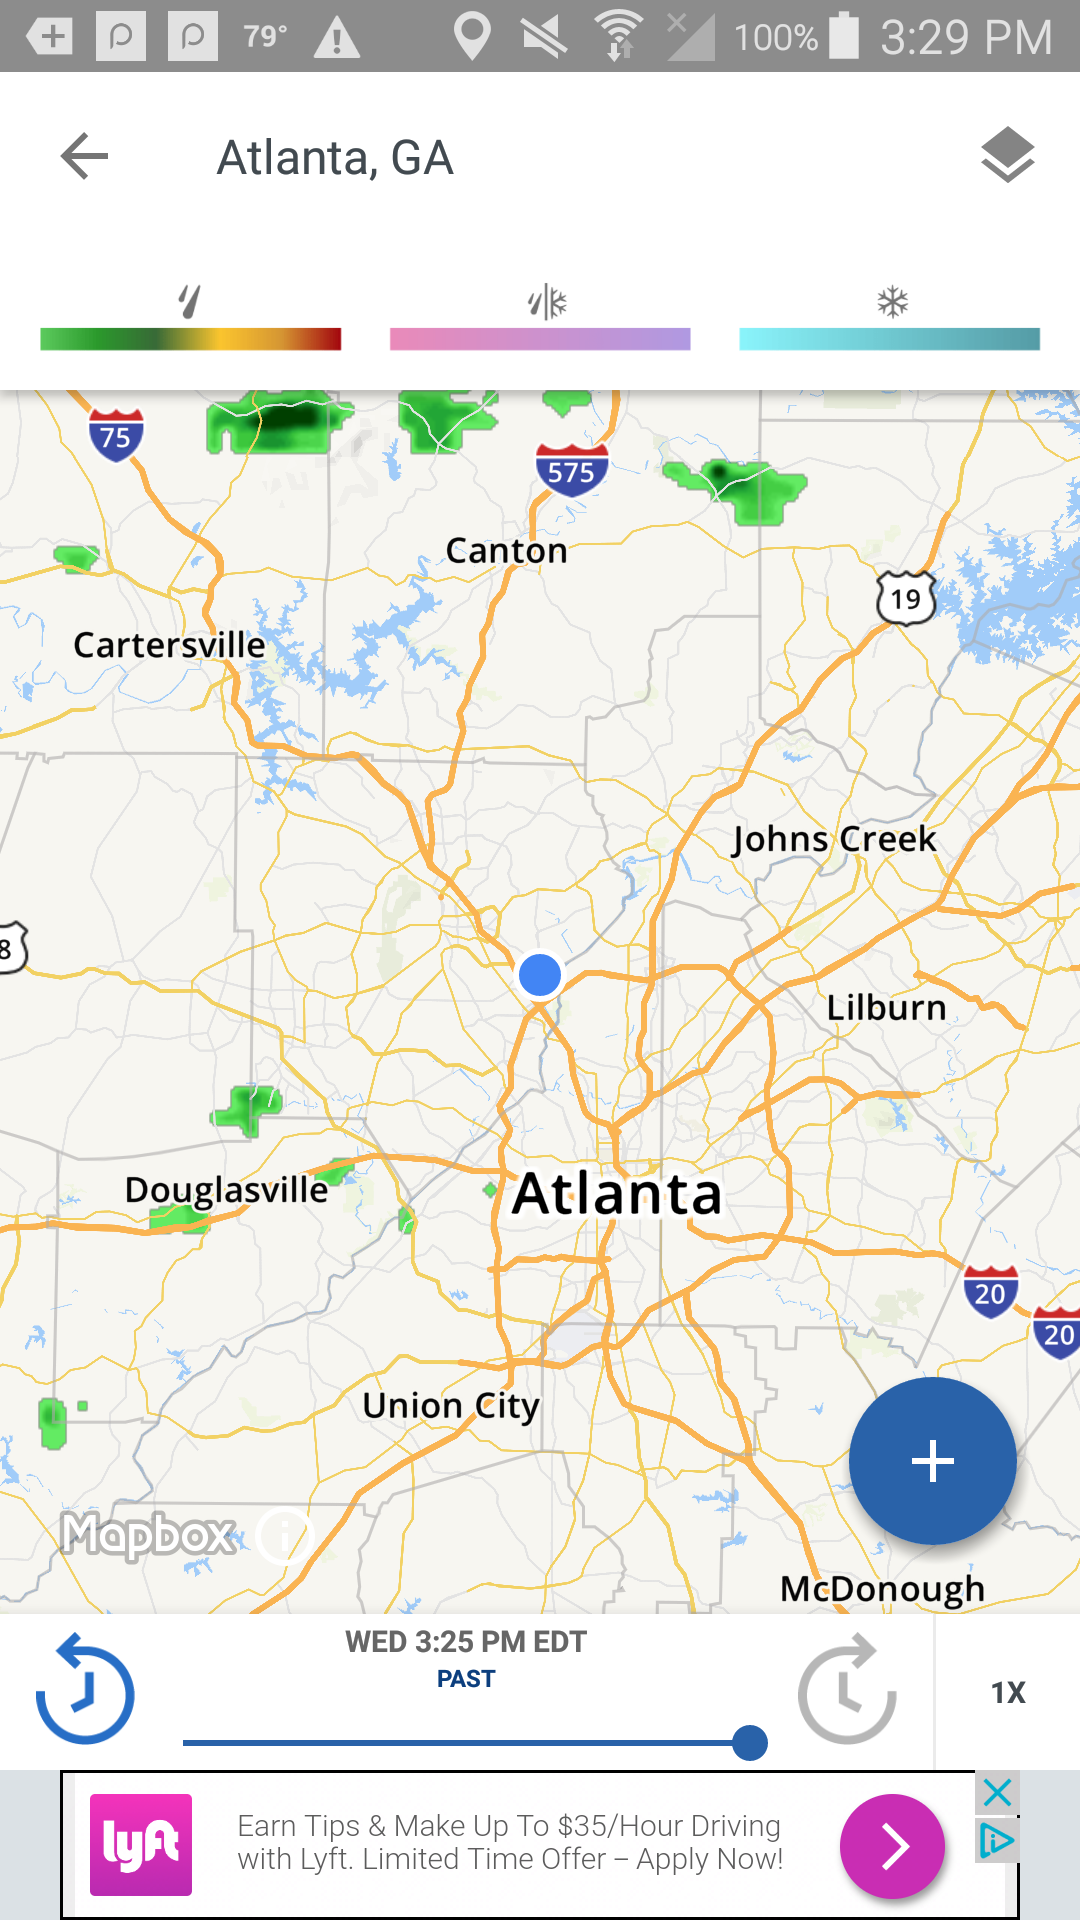 79° 100% 3:29 PM
Atlanta, GA
75
575
Canton
19
Cartersville
Johns Creek
8
Lilburn
Douglasville
Atlanta
20
20
Union City
Mapbox
McDonough
WED 3:25 PM EDT
PAST
1X
lyft
Earn Tips & Make Up To $35/Hour Driving
with Lyft. Limited Time Offer – Apply Now!